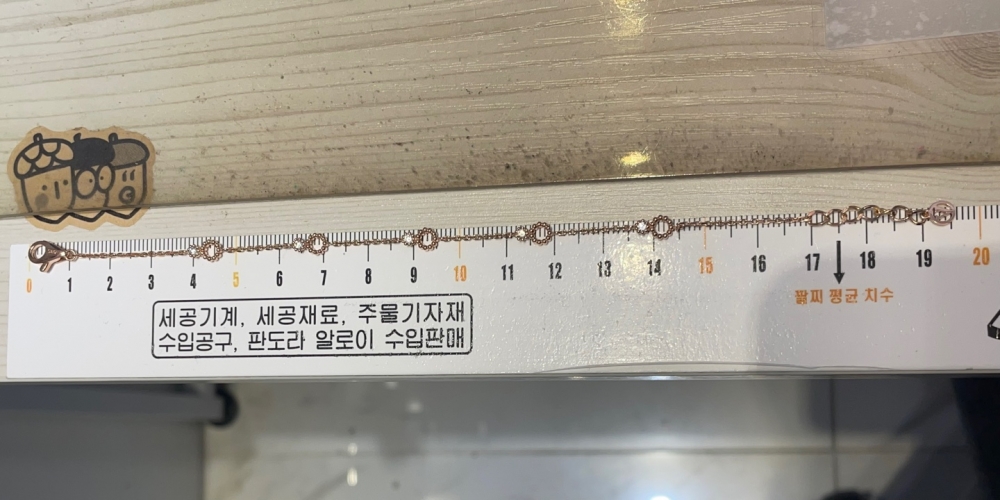 0 1 2 3 4 5 6 7 8 9 10 11 12 13 14 15 16 17 18 19 20
팔찌 평균 치수
세공기계, 세공재료, 주물기자재
수입공구, 판도라 알로이 수입판매